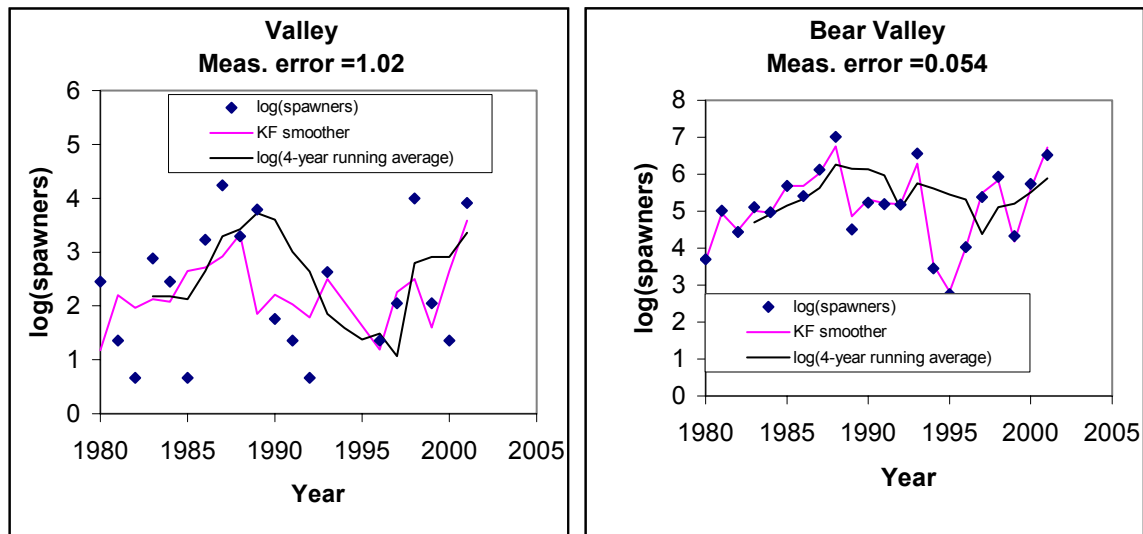 Valley
Meas. error =1.02
log(spawners)
KF smoother
log(4-year running average)
log(spawners)
6
5
4
3
2
1
0
1980 1985 1990 1995 2000 2005
Year
Bear Valley
Meas. error =0.054
log(spawners)
8
7
6
5
4
3
2
1
0
log(spawners)
KF smoother
log(4-year running average)
1980 1985 1990 1995 2000 2005
Year